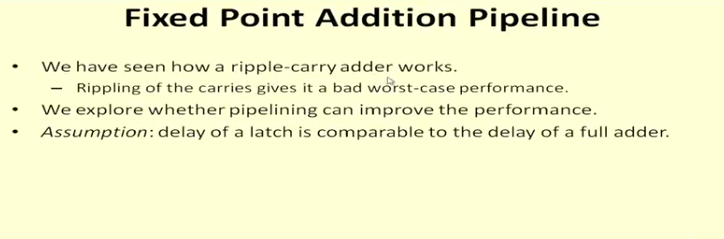 Fixed Point Addition Pipeline
• We have seen how a ripple-carry adder works.
– Rippling of the carries gives it a bad worst-case performance.
• We explore whether pipelining can improve the performance.
• Assumption: delay of a latch is comparable to the delay of a full adder.